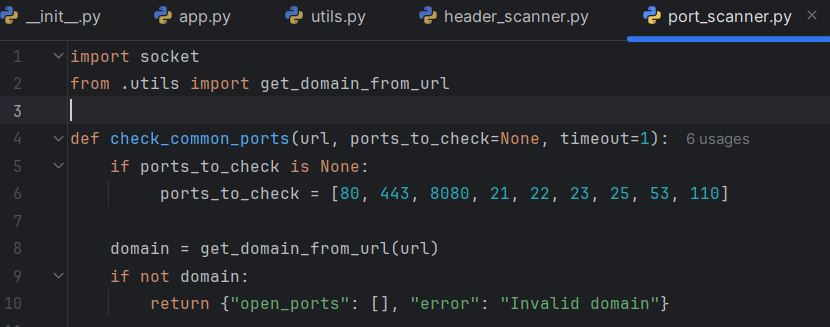 __init__.py app.py utils.py header_scanner.py port_scanner.py
1 import socket
2 from .utils import get_domain_from_url
3
4 def check_common_ports(url, ports_to_check=None, timeout=1): 6 usages
5     if ports_to_check is None:
6         ports_to_check = [80, 443, 8080, 21, 22, 23, 25, 53, 110]
7
8     domain = get_domain_from_url(url)
9     if not domain:
10         return {"open_ports": [], "error": "Invalid domain"}